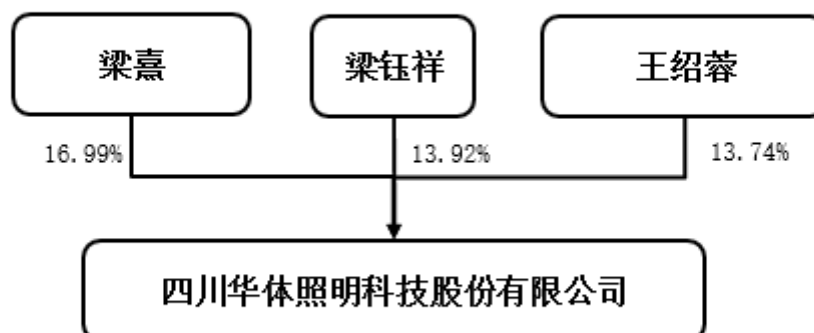 梁熹
梁钰祥
王绍蓉
16.99%
13.92%
13.74%
四川华体照明科技股份有限公司